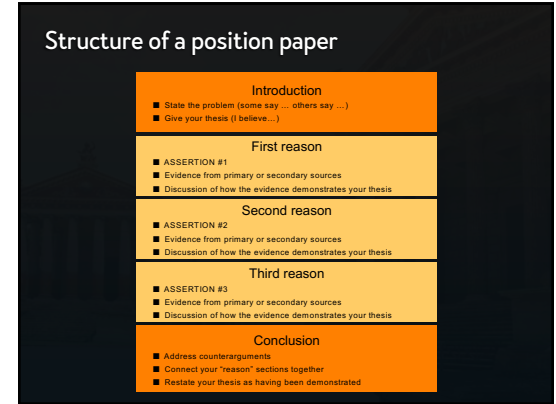 Structure of a position paper
Introduction
■ State the problem (some say … others say …)
■ Give your thesis (I believe…)
First reason
■ ASSERTION #1
■ Evidence from primary or secondary sources
■ Discussion of how the evidence demonstrates your thesis
Second reason
■ ASSERTION #2
■ Evidence from primary or secondary sources
■ Discussion of how the evidence demonstrates your thesis
Third reason
■ ASSERTION #3
■ Evidence from primary or secondary sources
■ Discussion of how the evidence demonstrates your thesis
Conclusion
■ Address counterarguments
■ Connect your “reason” sections together
■ Restate your thesis as having been demonstrated